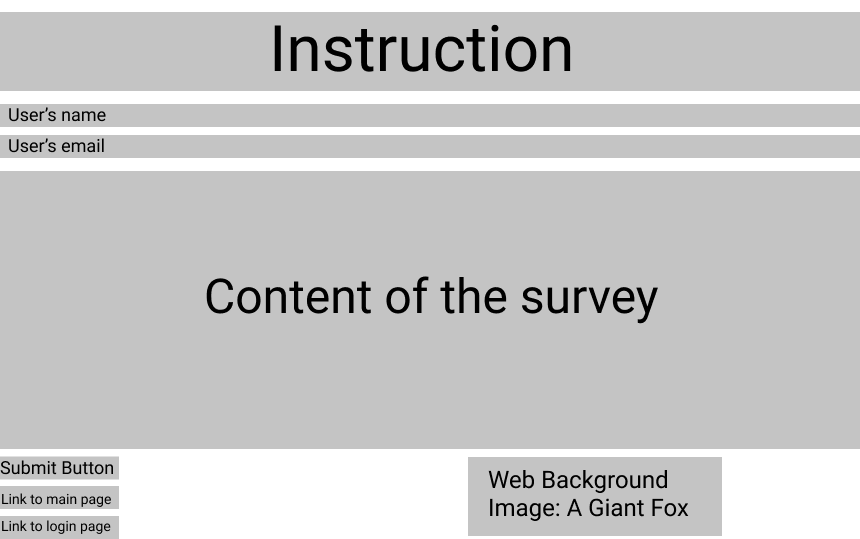 Instruction
User’s name
User’s email
Content of the survey
Submit Button
Link to main page
Link to login page
Web Background
Image: A Giant Fox